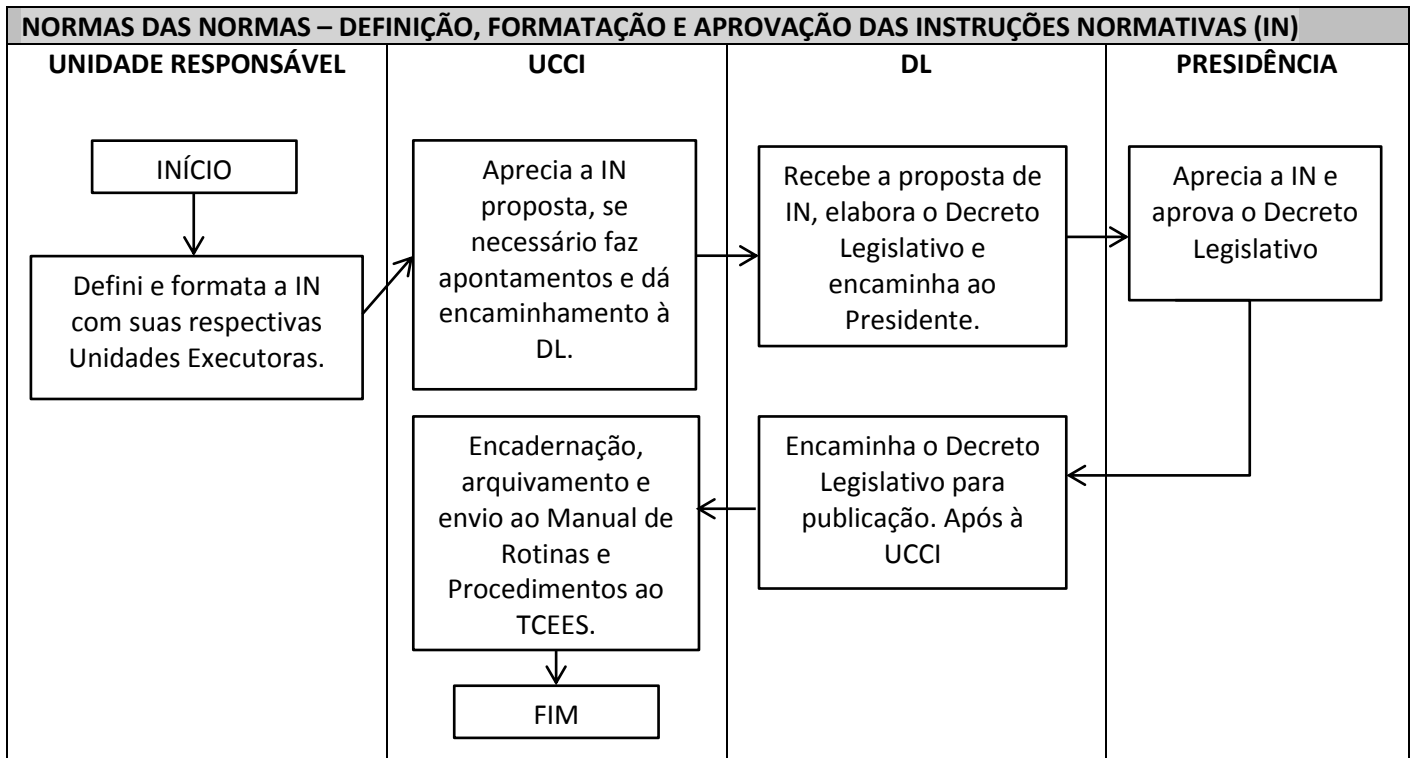 NORMAS DAS NORMAS – DEFINIÇÃO, FORMATAÇÃO E APROVAÇÃO DAS INSTRUÇÕES NORMATIVAS (IN)
UNIDADE RESPONSÁVEL
UCCI
DL
PRESIDÊNCIA
INÍCIO
Defini e formata a IN
com suas respectivas
Unidades Executoras.
Aprecia a IN
proposta, se
necessário faz
apontamentos e dá
encaminhamento à
DL.
Recebe a proposta de
IN, elabora o Decreto
Legislativo e
encaminha ao
Presidente.
Aprecia a IN e
aprova o Decreto
Legislativo
Encaminha o Decreto
Legislativo para
publicação. Após à
UCCI
Encadernação,
arquivamento e
envio ao Manual de
Rotinas e
Procedimentos ao
TCEES.
FIM